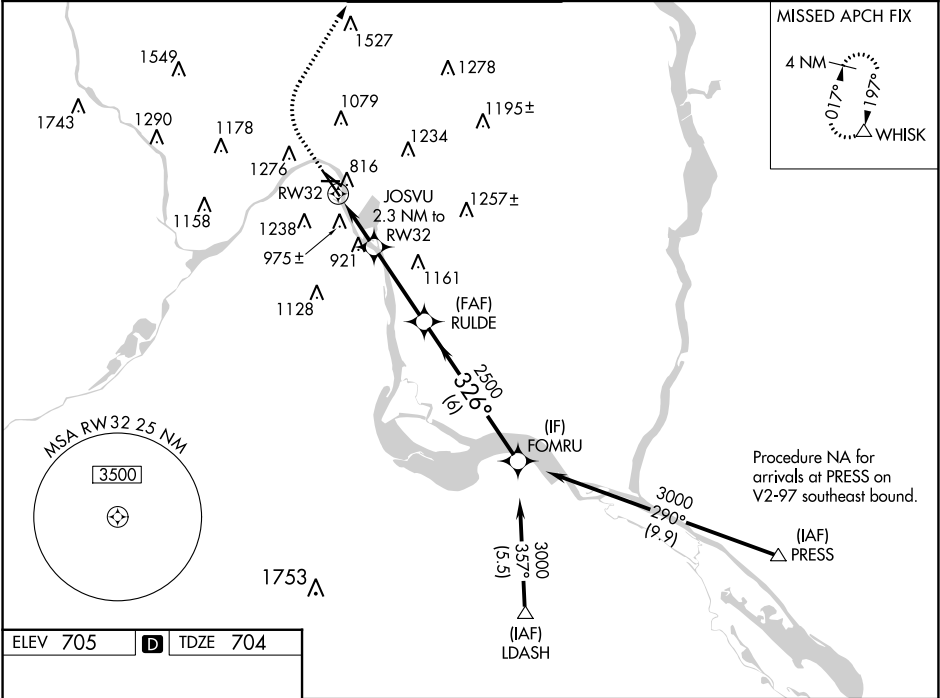 MISSED APCH FIX
4 NM
017°
197°
WHISK
1527
1549
1278
1743
1079
1195±
1290
1178
1234
1276
816
RW32
JOSVU
2.3 NM to
RW32
1158
1257±
1238
975±
921
1161
1128
(FAF)
RULDE
2500
326°
(6)
(IF)
FOMRU
MSA RW32 25 NM
3500
Procedure NA for
arrivals at PRESS on
V2-97 southeast bound.
3000
290°
(9.9)
(IAF)
PRESS
3000
357°
(5.5)
1753
(IAF)
LDASH
ELEV 705 D TDZE 704